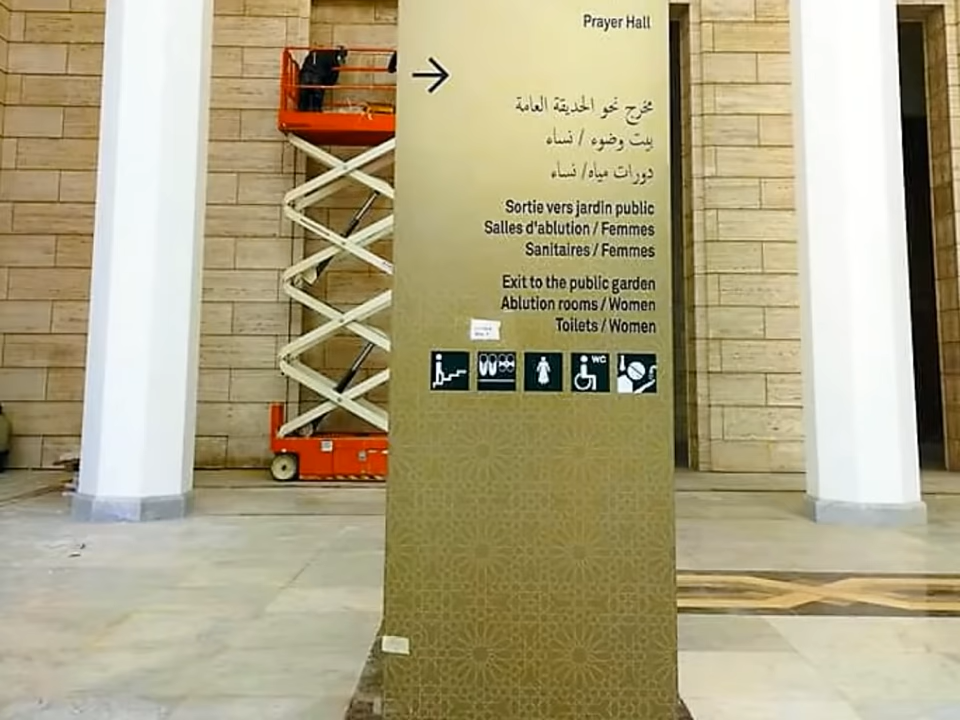 Prayer Hall
مخرج نحو الحديقة العامة
بيت وضوء / نساء
دورات مياه/ نساء
Sortie vers jardin public
Salles d'ablution / Femmes
Sanitaires / Femmes
Exit to the public garden
Ablution rooms / Women
Toilets / Women
WC